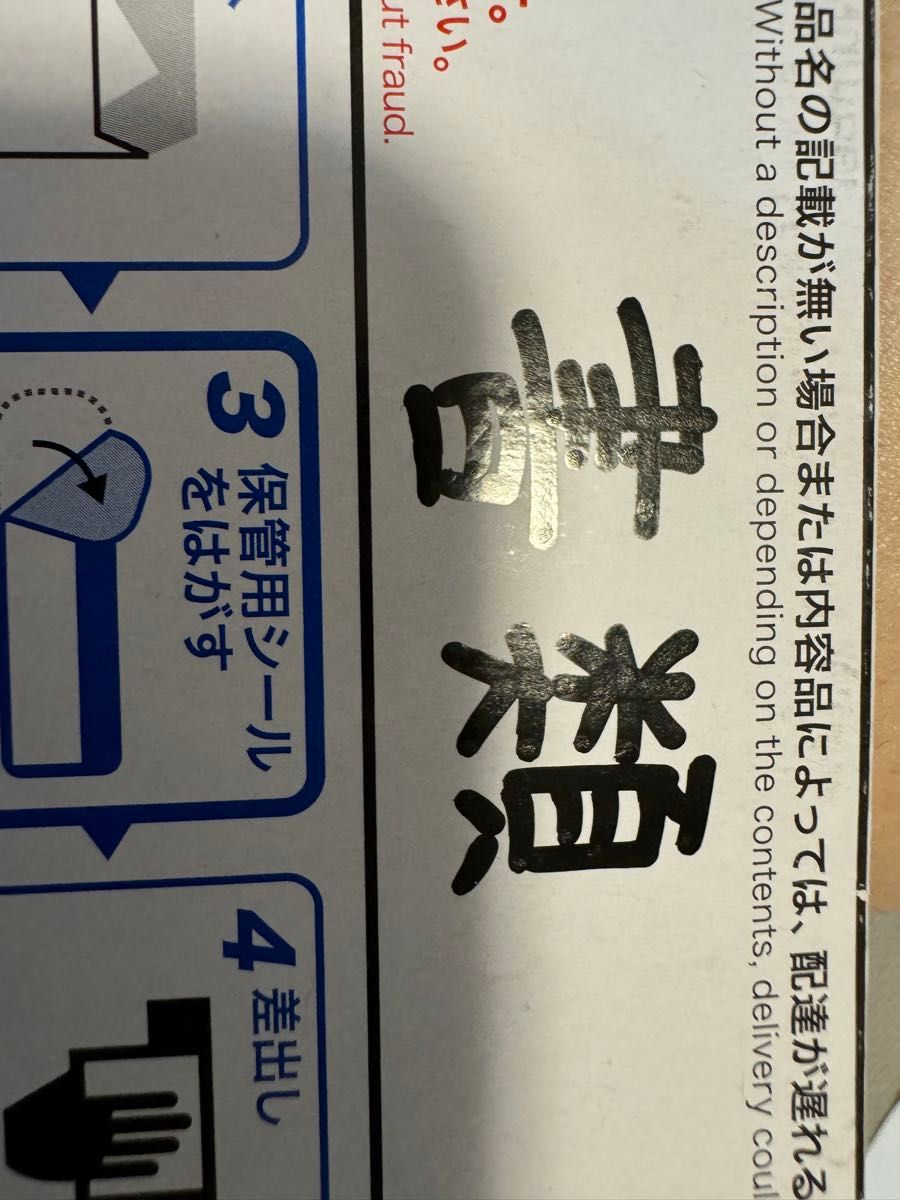 品名の記載が無い場合または内容品によっては、配達が遅れる
Without a description or depending on the contents, delivery
書類
い。
fraud.
3 保管用シール
をはがす
4 差出し